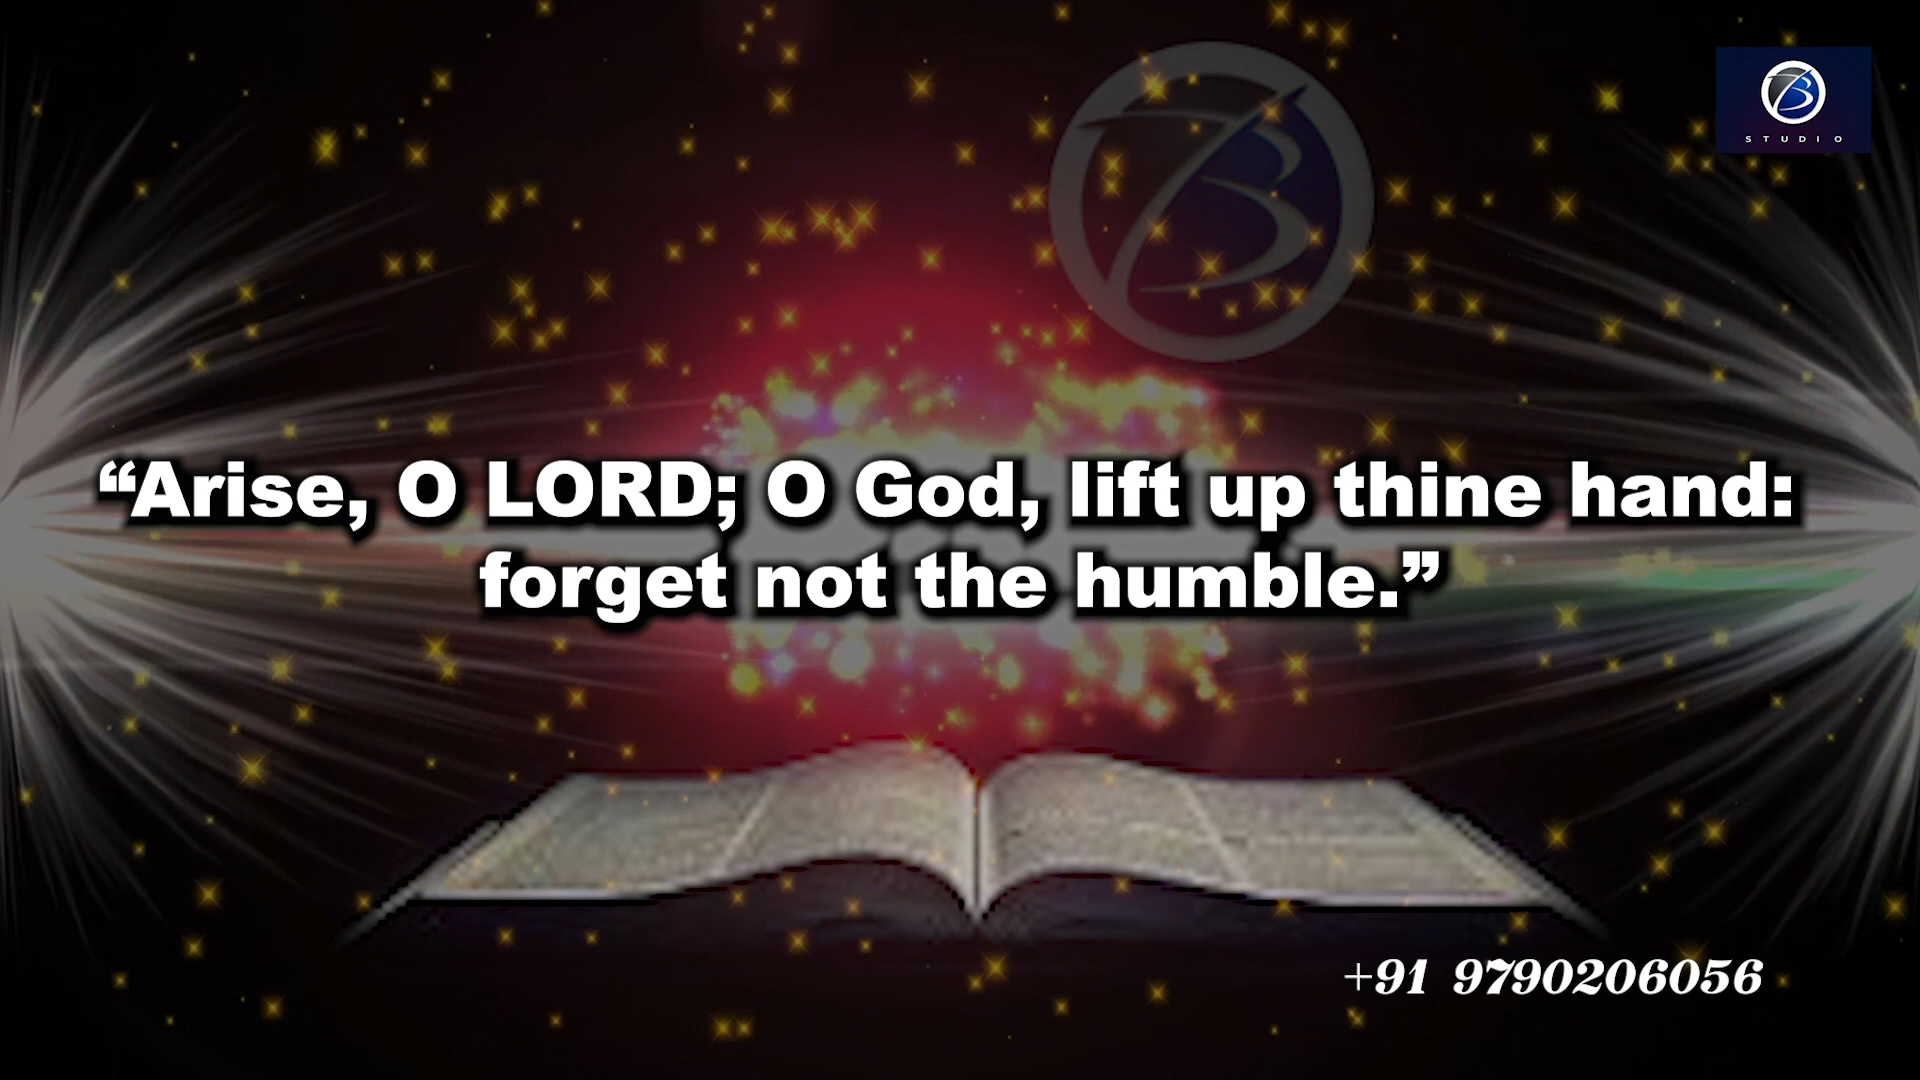 B
STUDIO
“Arise, O LORD; O God, lift up thine hand:
forget not the humble.”
+91 9790206056